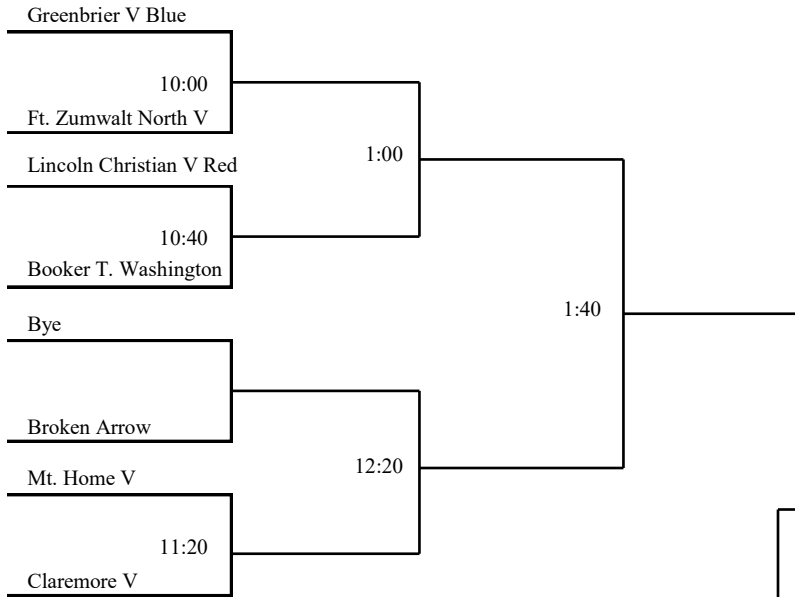 Greenbrier V Blue
10:00
Ft. Zumwalt North V
1:00
Lincoln Christian V Red
10:40
Booker T. Washington
1:40
Bye
Broken Arrow
12:20
Mt. Home V
11:20
Claremore V